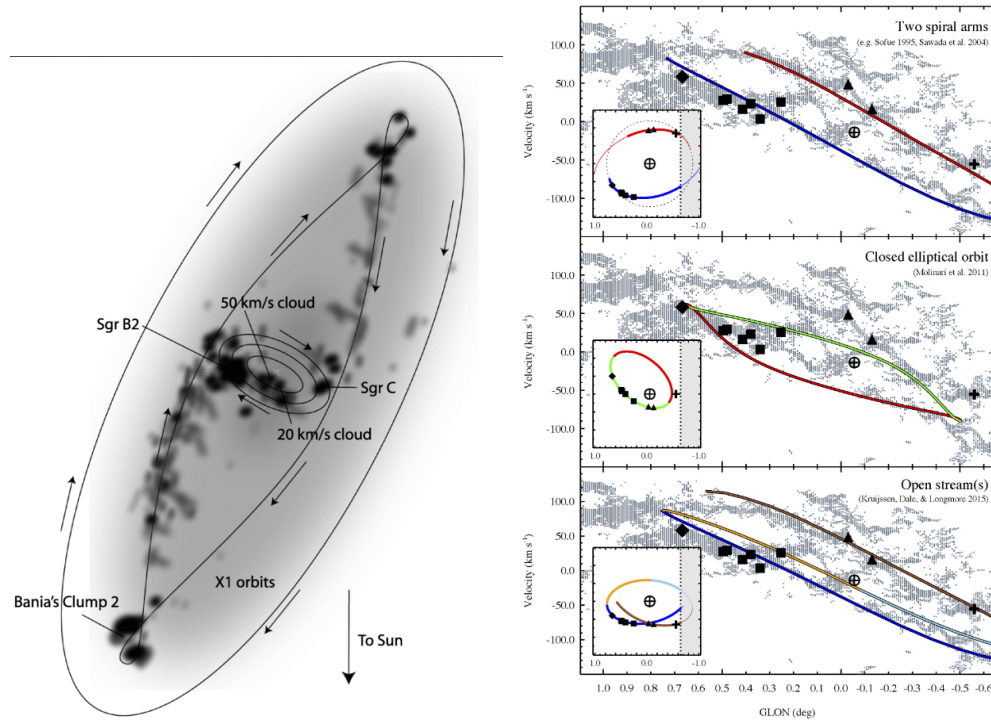 50 km/s cloud
Sgr B2
Sgr C
20 km/s cloud
X1 orbits
Bania's Clump 2
To Sun
Two spiral arms
(e.g. Sofue 1995, Sawada et al. 2004)
100.0
50.0
0.0
-50.0
-100.0
Velocity (km s⁻¹)
1.0 0.0 -1.0
Closed elliptical orbit
(Molinari et al. 2011)
100.0
50.0
0.0
-50.0
-100.0
Velocity (km s⁻¹)
1.0 0.0 -1.0
Open stream(s)
(Kruijssen, Dale, & Longmore 2015)
100.0
50.0
0.0
-50.0
-100.0
Velocity (km s⁻¹)
1.0 0.0 -1.0
1.0 0.9 0.8 0.7 0.6 0.5 0.4 0.3 0.2 0.1 0.0 -0.1 -0.2 -0.3 -0.4 -0.5 -0.6
GLON (deg)